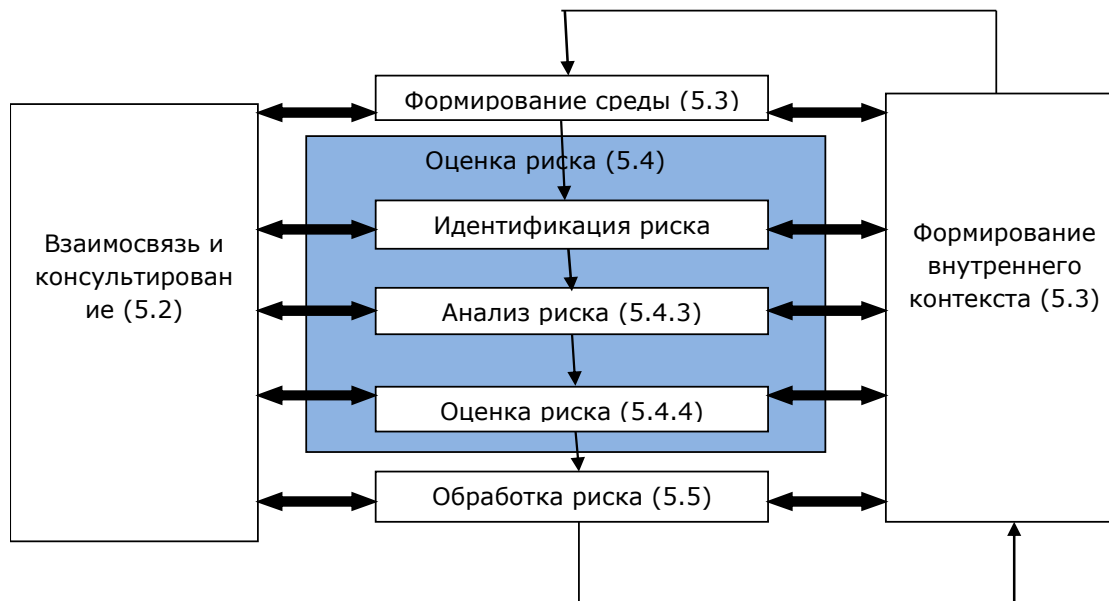 Формирование среды (5.3)
Оценка риска (5.4)
Идентификация риска
Взаимосвязь и
консультирован
ие (5.2)
Анализ риска (5.4.3)
Оценка риска (5.4.4)
Обработка риска (5.5)
Формирование
внутреннего
контекста (5.3)